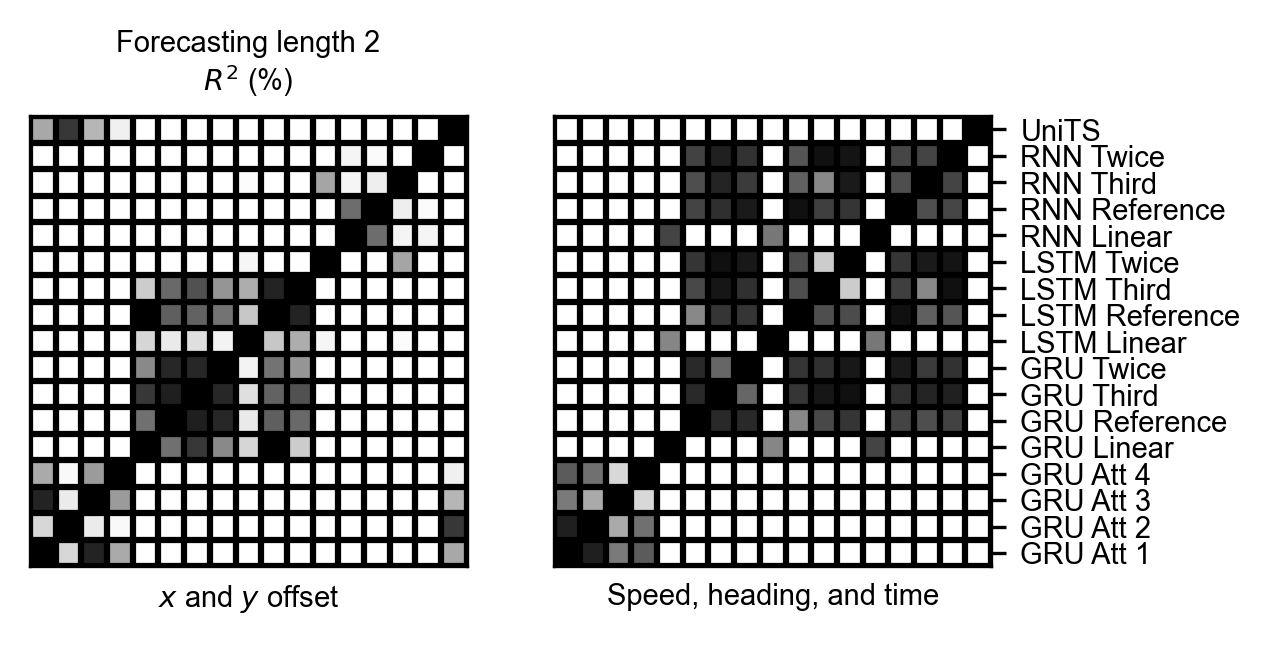 Forecasting length 2
R² (%)
UniTS
RNN Twice
RNN Third
RNN Reference
RNN Linear
LSTM Twice
LSTM Third
LSTM Reference
LSTM Linear
GRU Twice
GRU Third
GRU Reference
GRU Linear
GRU Att 4
GRU Att 3
GRU Att 2
GRU Att 1
x and y offset
Speed, heading, and time